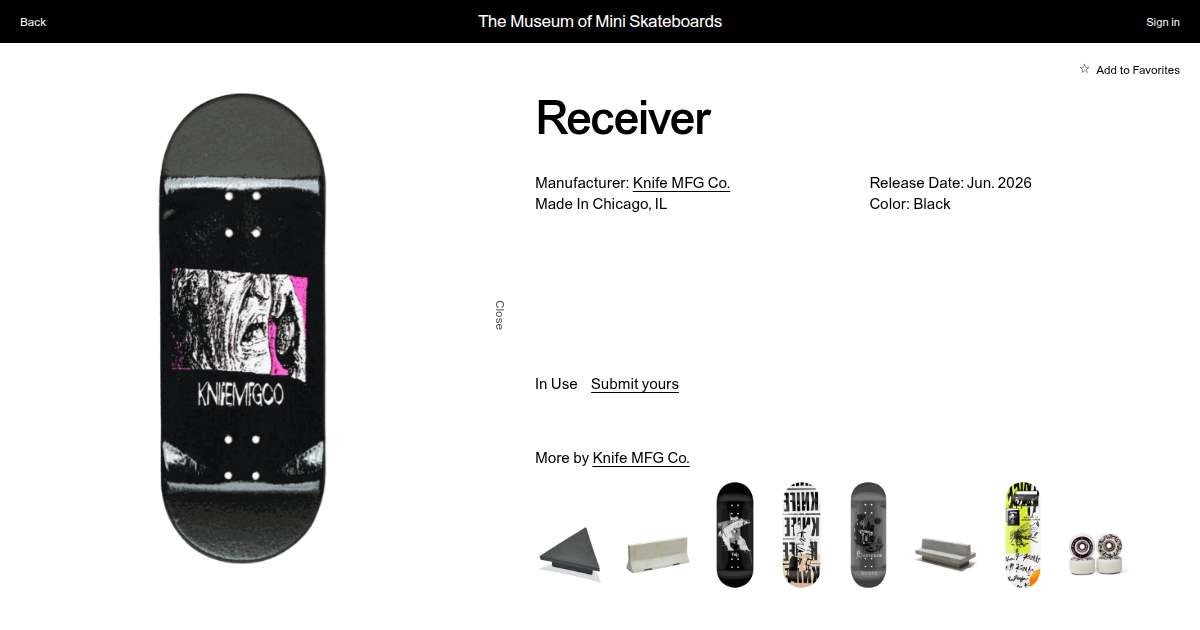 Back
The Museum of Mini Skateboards
Sign in
☆ Add to Favorites
Receiver
Manufacturer: Knife MFG Co.
Made In Chicago, IL
Release Date: Jun. 2026
Color: Black
KNIFEMFGCO
Close
In Use Submit yours
More by Knife MFG Co.
KNIFE